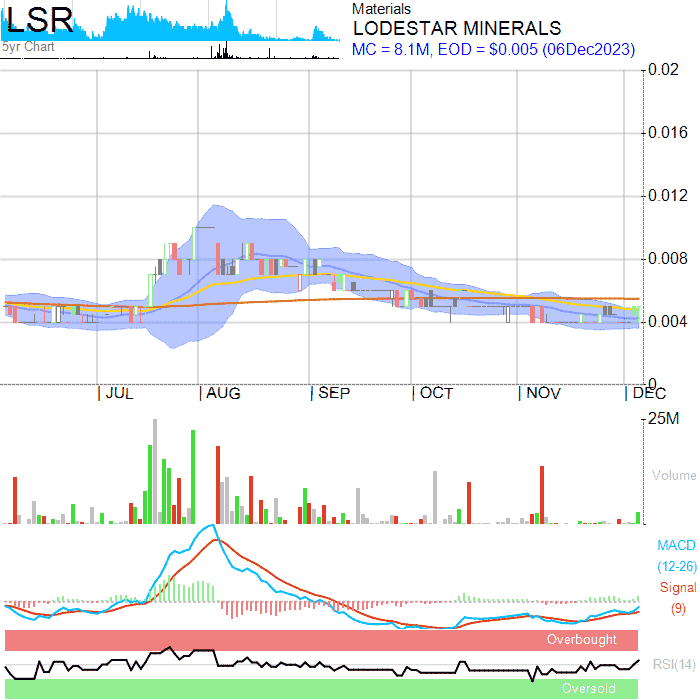 LSR
5yr Chart
Materials
LODESTAR MINERALS
MC = 8.1M, EOD = $0.005 (06Dec2023)
0.02
0.016
0.012
0.008
0.004
0
JUL AUG SEP OCT NOV DEC
25M
Volume
MACD
(12-26)
Signal
(9)
Overbought
RSI(14)
Oversold